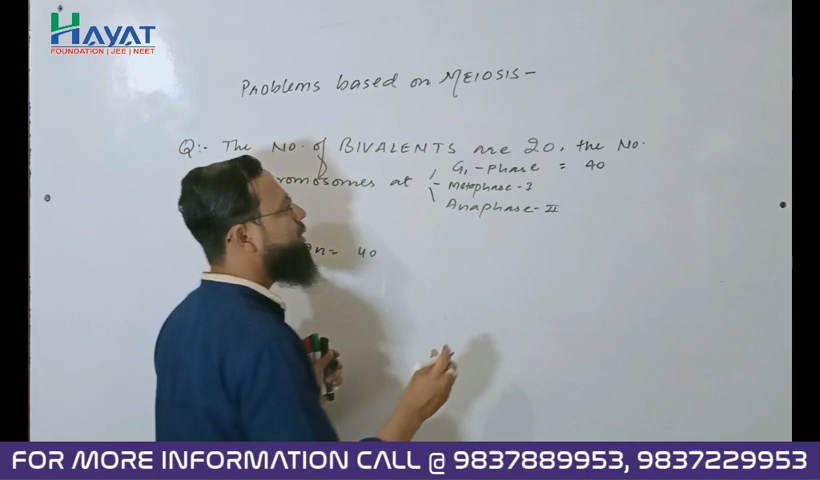 HAYAT
FOUNDATION | JEE | NEET
Problems based on MEIOSIS -
Q:- The No. of BIVALENTS are 20, the No.
romosomes at G1-phase = 40
- Metaphase-I
Anaphase-II
2n = 40
FOR MORE INFORMATION CALL @ 9837889953, 9837229953